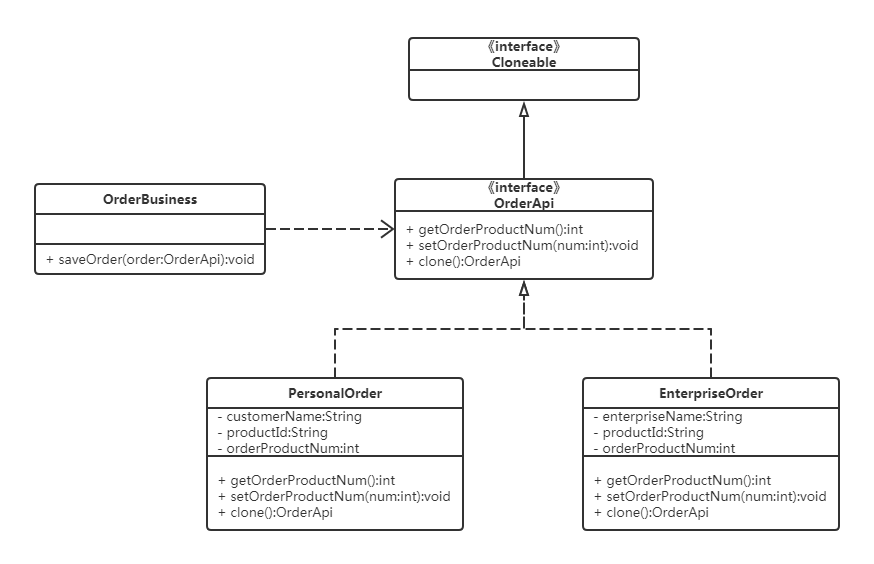 《interface》
Cloneable
《interface》
OrderApi
+ getOrderProductNum():int
+ setOrderProductNum(num:int):void
+ clone():OrderApi
OrderBusiness
+ saveOrder(order:OrderApi):void
PersonalOrder
- customerName:String
- productId:String
- orderProductNum:int
+ getOrderProductNum():int
+ setOrderProductNum(num:int):void
+ clone():OrderApi
EnterpriseOrder
- enterpriseName:String
- productId:String
- orderProductNum:int
+ getOrderProductNum():int
+ setOrderProductNum(num:int):void
+ clone():OrderApi